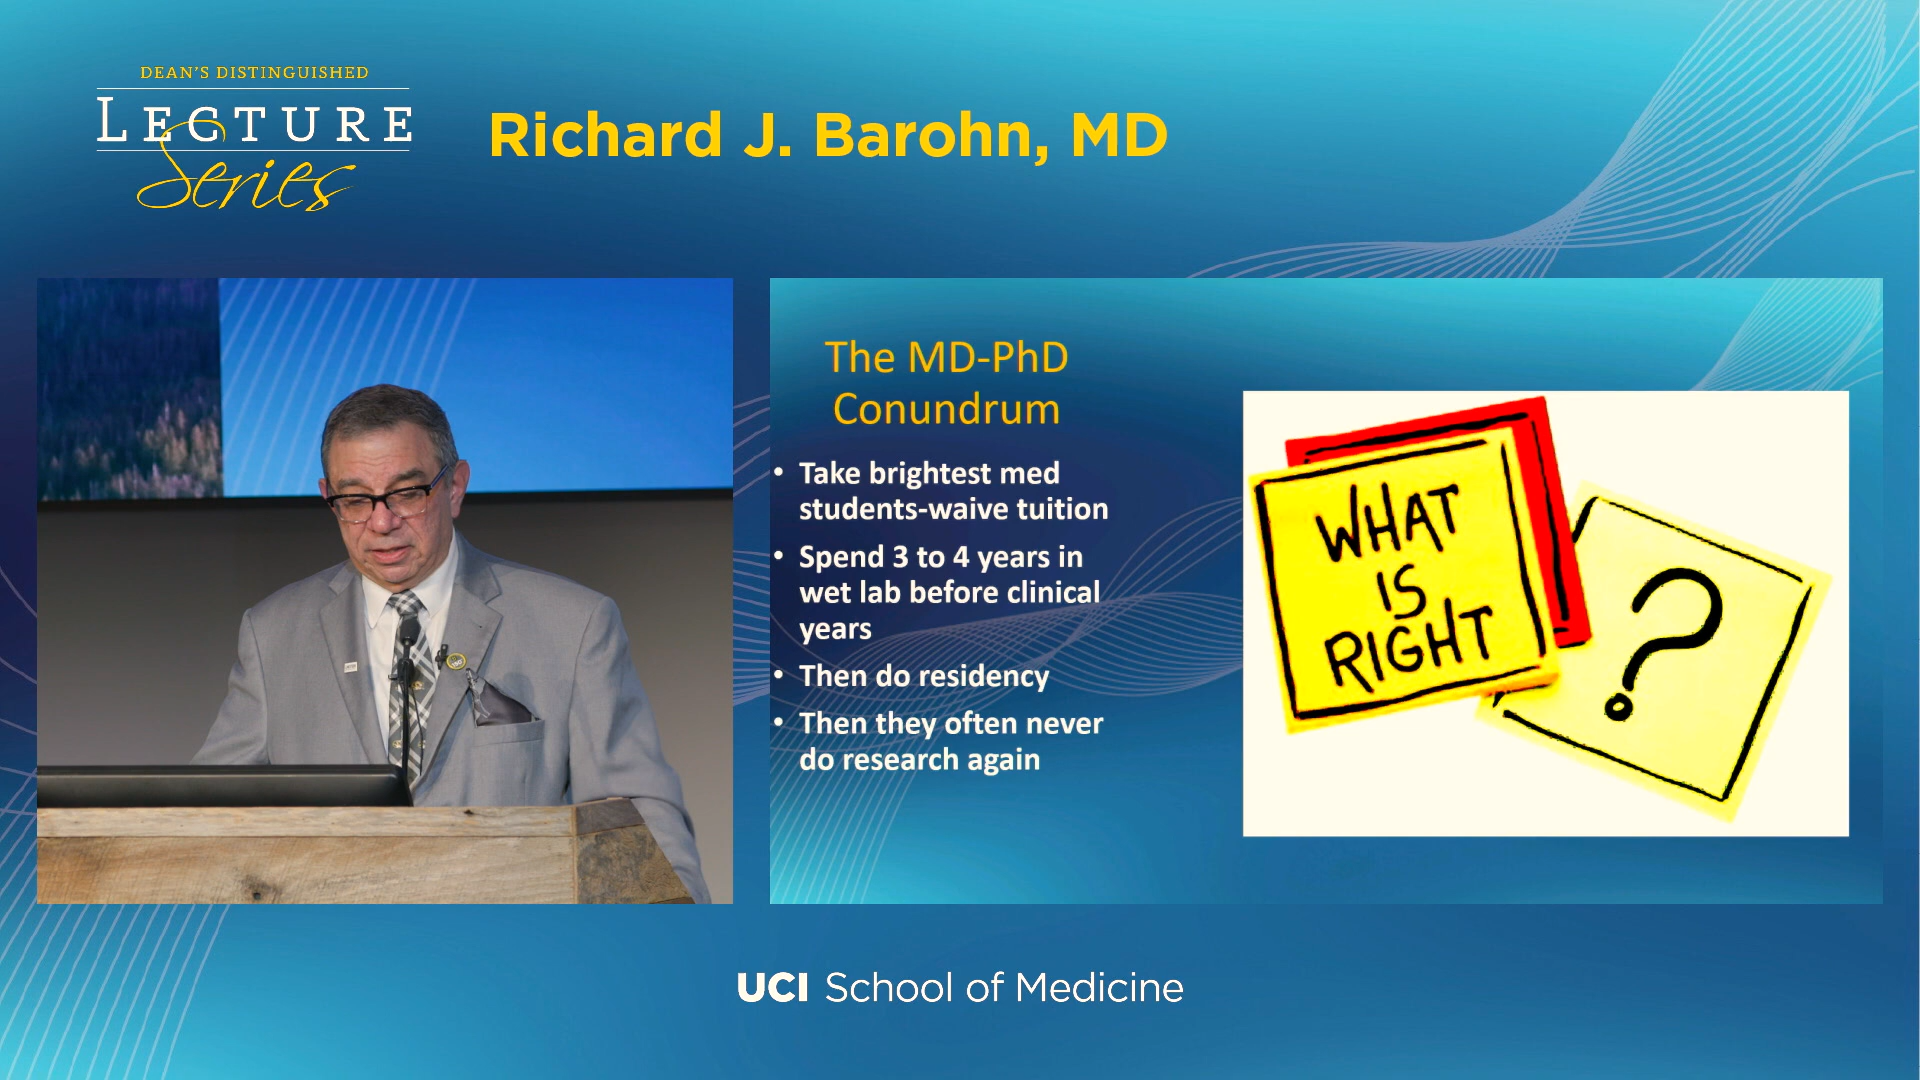 DEAN'S DISTINGUISHED
LECTURE
Series
Richard J. Barohn, MD
The MD-PhD
Conundrum
• Take brightest med
students-waive tuition
• Spend 3 to 4 years in
wet lab before clinical
years
• Then do residency
• Then they often never
do research again
WHAT
IS
RIGHT
?
UCI School of Medicine